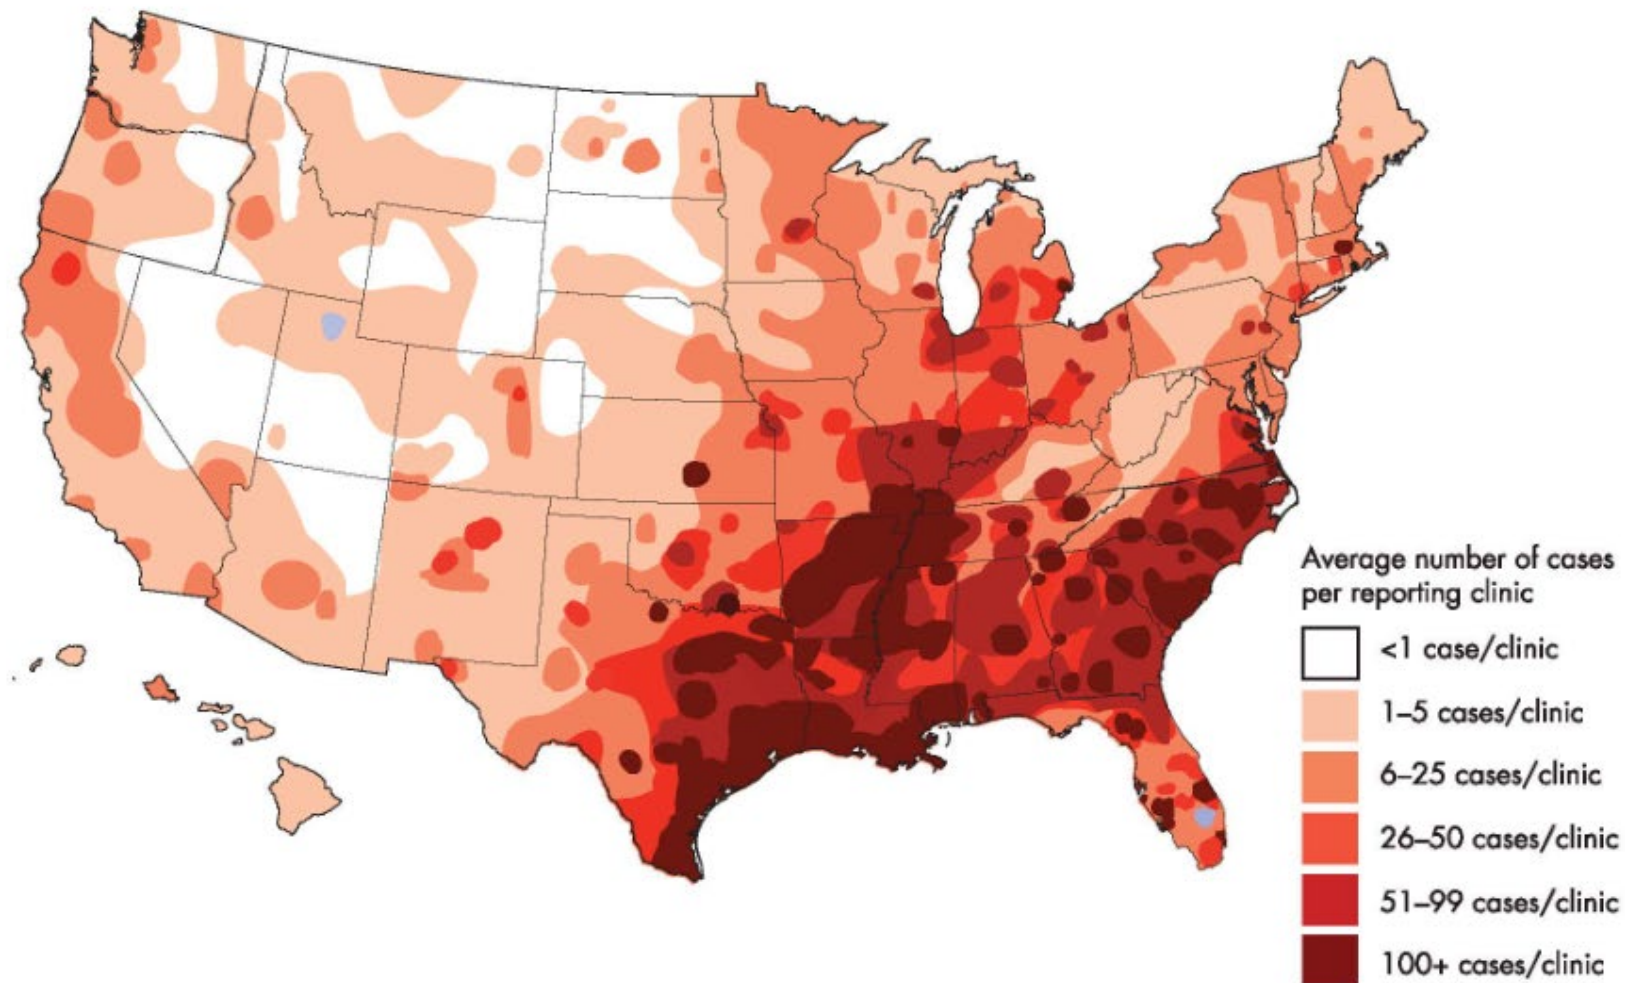 Average number of cases
per reporting clinic
<1 case/clinic
1–5 cases/clinic
6–25 cases/clinic
26–50 cases/clinic
51–99 cases/clinic
100+ cases/clinic